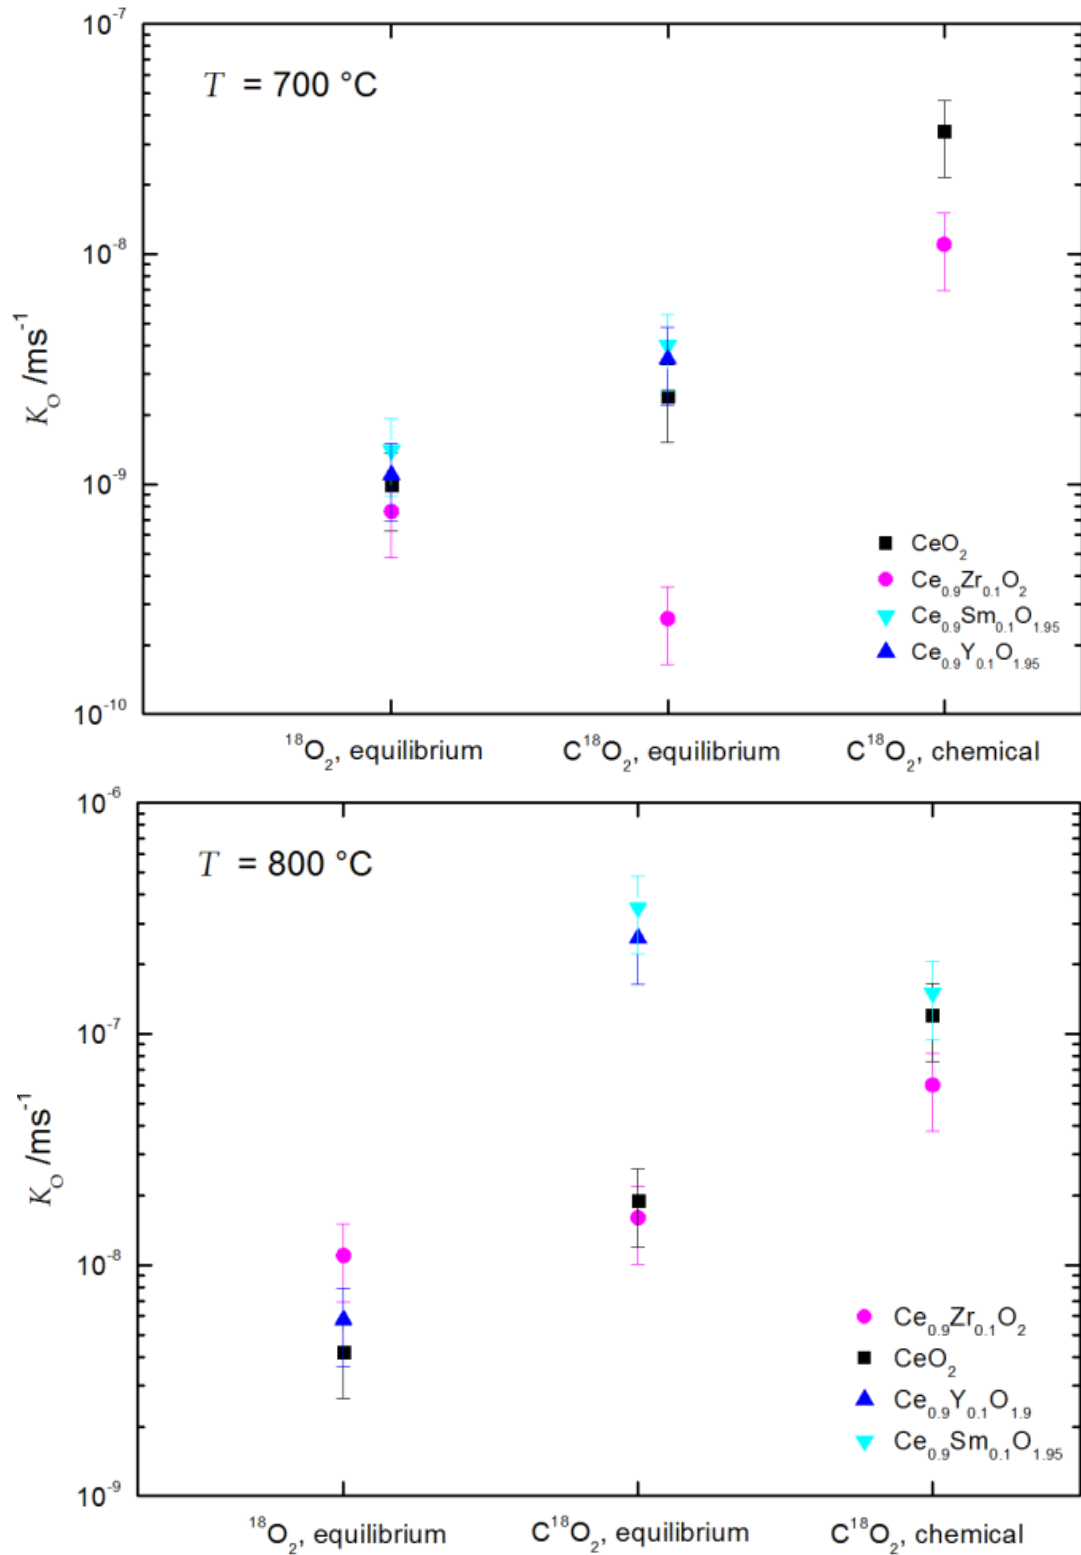 10⁻⁷
T = 700 °C
10⁻⁸
K_O /ms⁻¹
10⁻⁹
CeO₂
Ce₀.₉Zr₀.₁O₂
Ce₀.₉Sm₀.₁O₁.₉₅
Ce₀.₉Y₀.₁O₁.₉₅
10⁻¹⁰
¹⁸O₂, equilibrium C¹⁸O₂, equilibrium C¹⁸O₂, chemical
10⁻⁶
T = 800 °C
10⁻⁷
K_O /ms⁻¹
10⁻⁸
Ce₀.₉Zr₀.₁O₂
CeO₂
Ce₀.₉Y₀.₁O₁.₉
Ce₀.₉Sm₀.₁O₁.₉₅
10⁻⁹
¹⁸O₂, equilibrium C¹⁸O₂, equilibrium C¹⁸O₂, chemical